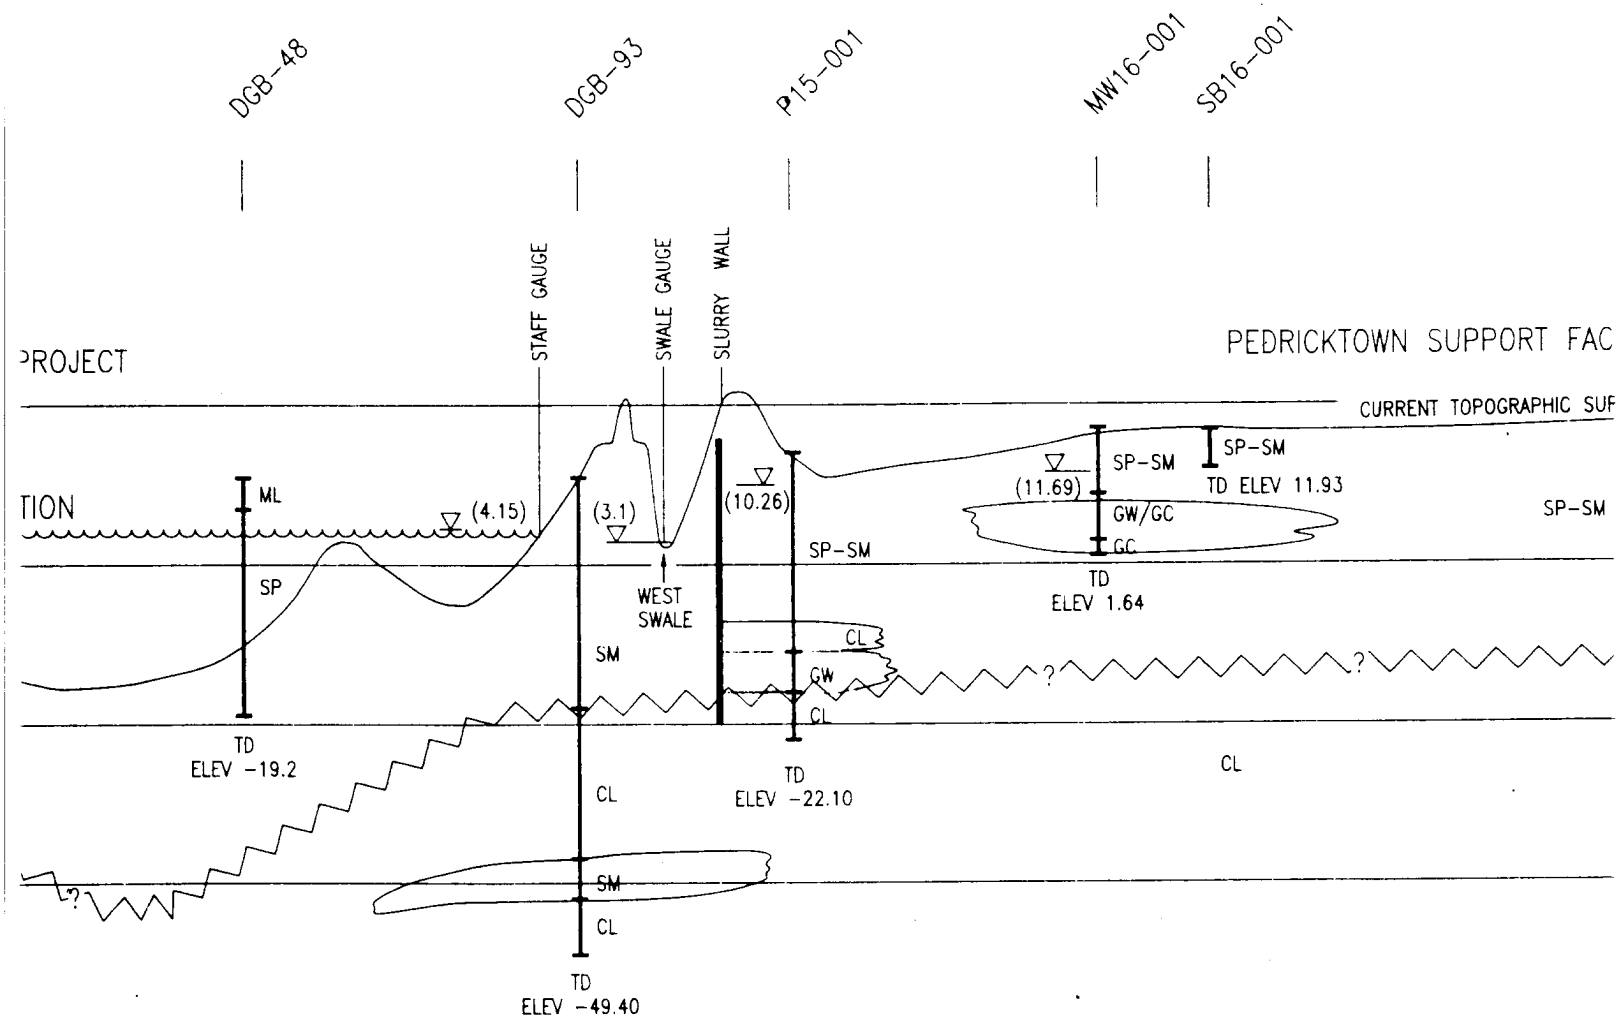 DGB-48
DGB-93
P15-001
MW16-001
SB16-001
STAFF GAUGE
SWALE GAUGE
SLURRY WALL
PROJECT
PEDRICKTOWN SUPPORT FAC
CURRENT TOPOGRAPHIC SUR
TION
ML
(4.15)
(3.1)
(10.26)
(11.69)
SP-SM
SP-SM
TD ELEV 11.93
SP-SM
GW/GC
GC
SP
SP-SM
WEST
SWALE
TD
ELEV 1.64
SM
CL
GW
CL
?
?
TD
ELEV -19.2
TD
ELEV -22.10
CL
CL
?
SM
CL
TD
ELEV -49.40